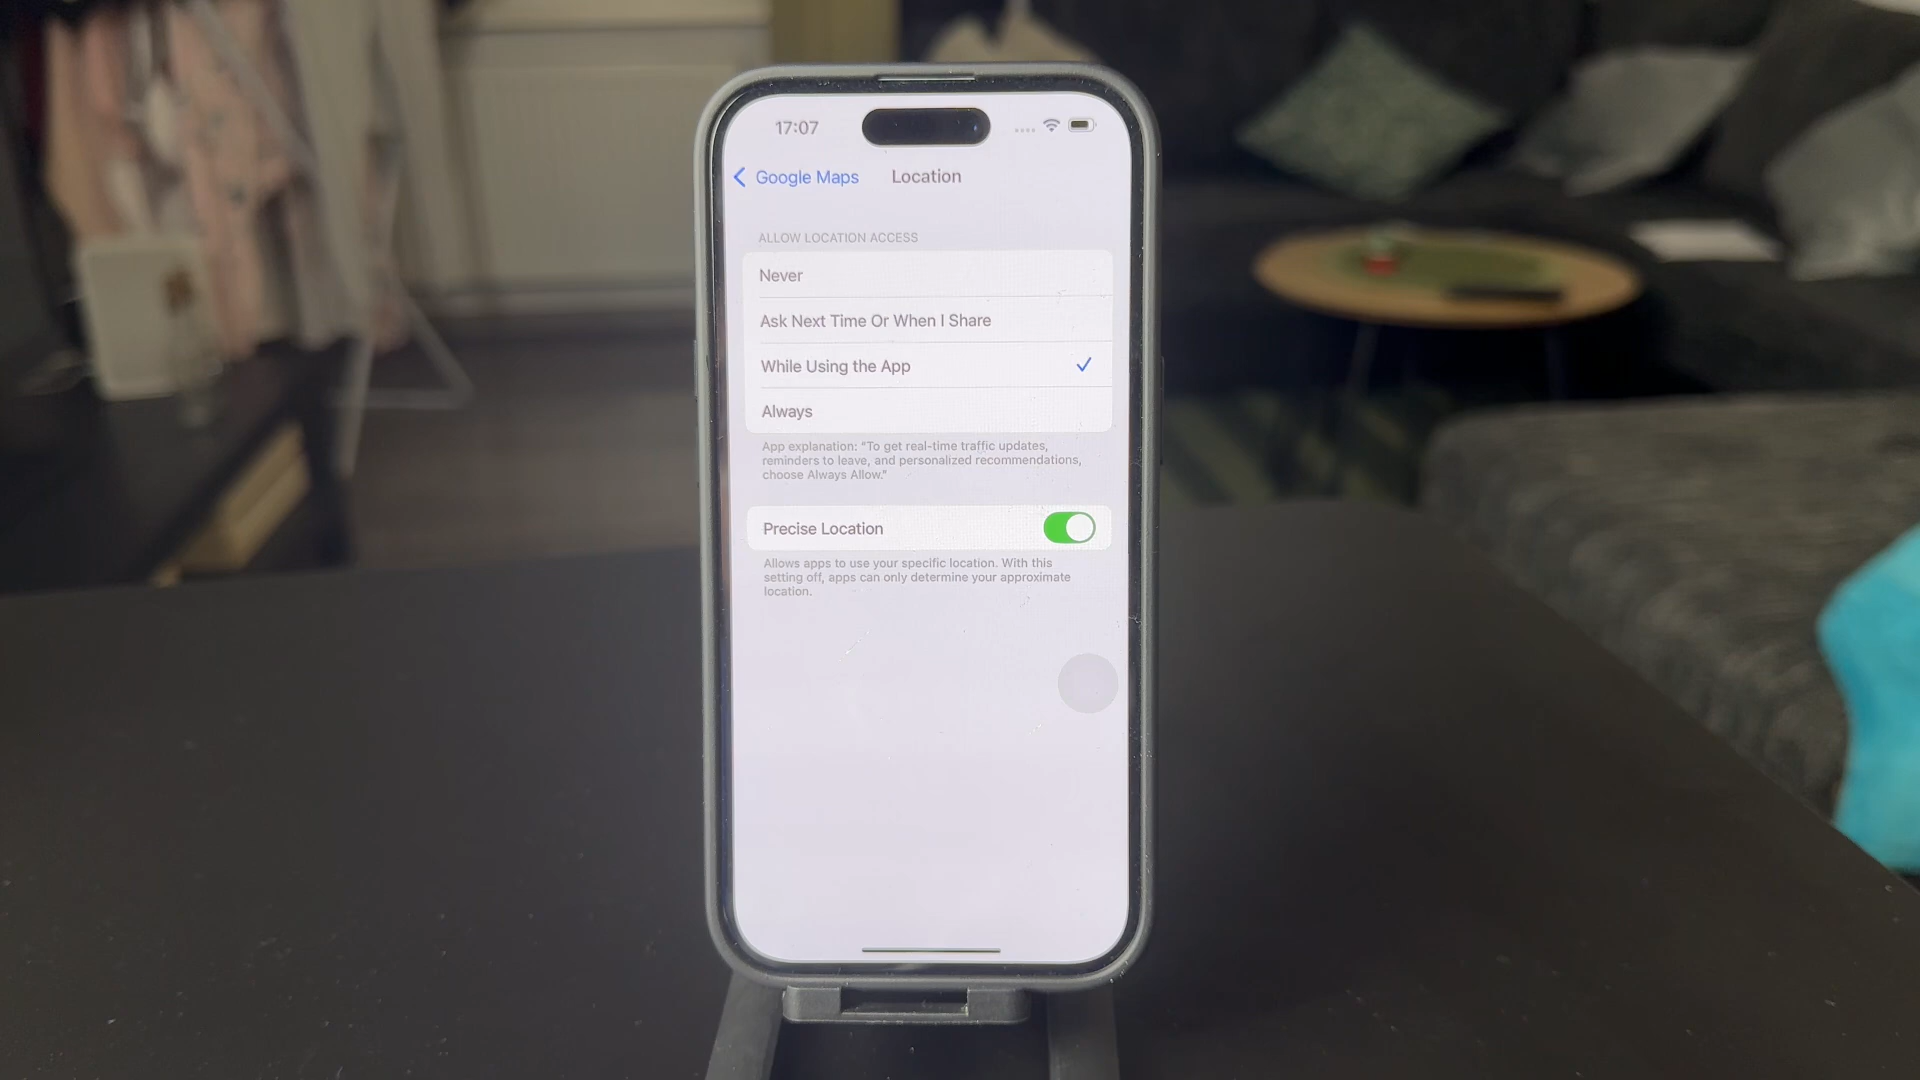 17:07
Google Maps Location
ALLOW LOCATION ACCESS
Never
Ask Next Time Or When I Share
While Using the App
Always
App explanation: "To get real-time traffic updates,
reminders to leave, and personalized recommendations,
choose Always Allow."
Precise Location
Allows apps to use your specific location. With this
setting off, apps can only determine your approximate
location.